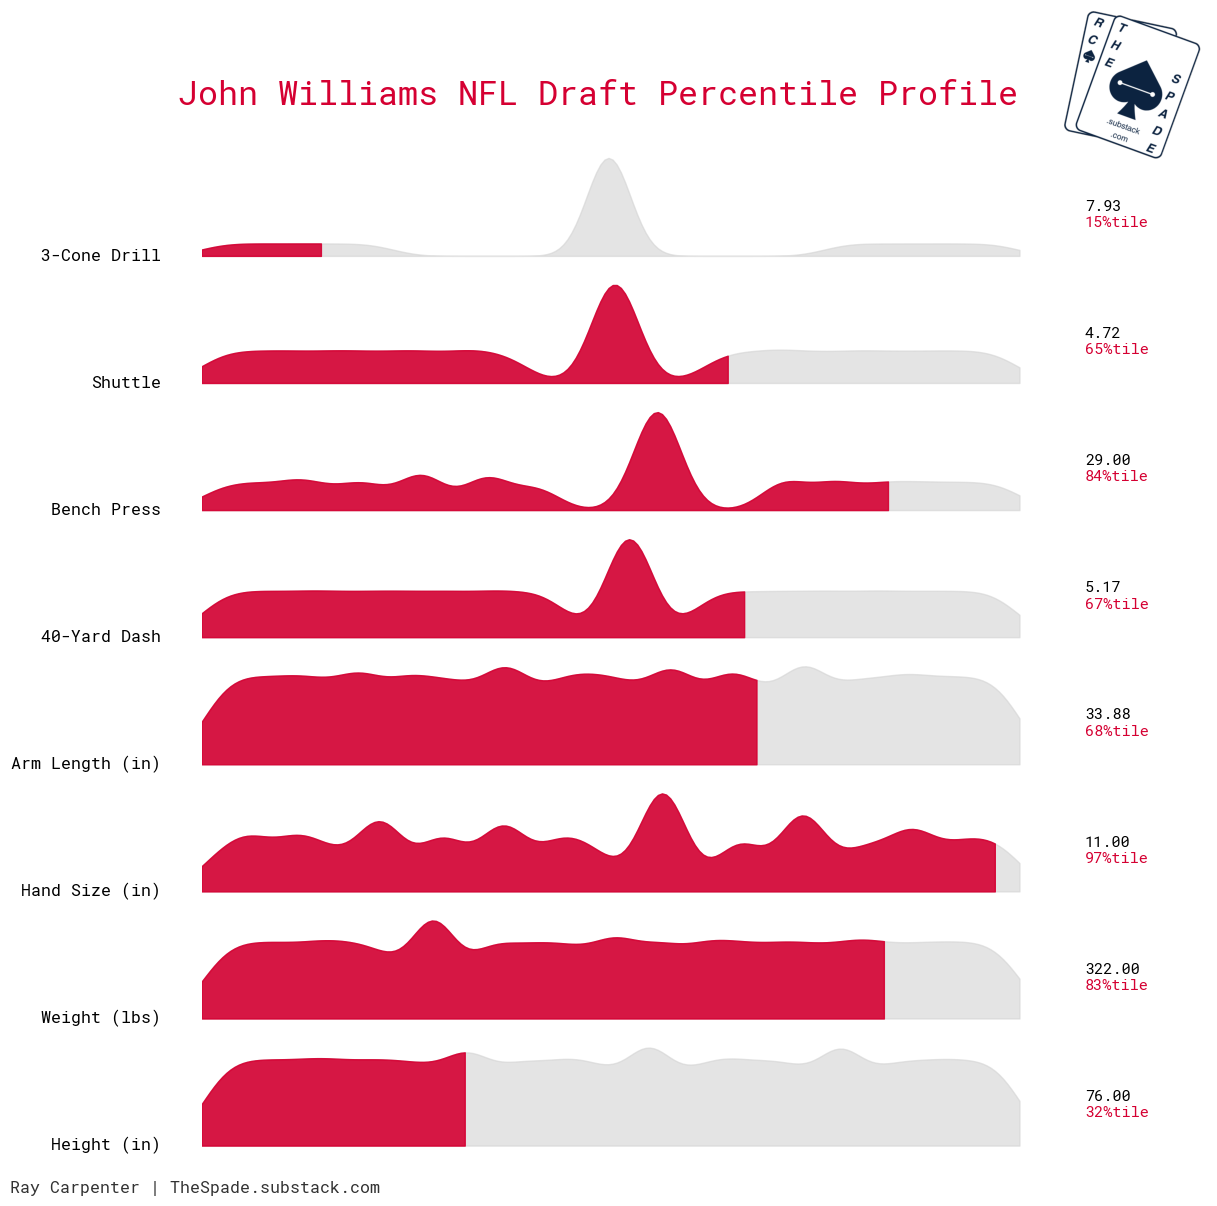 R
C
T
H
E
S
P
A
D
E
.substack
.com
John Williams NFL Draft Percentile Profile
7.93
15%tile
3-Cone Drill
4.72
65%tile
Shuttle
29.00
84%tile
Bench Press
5.17
67%tile
40-Yard Dash
33.88
68%tile
Arm Length (in)
11.00
97%tile
Hand Size (in)
322.00
83%tile
Weight (lbs)
76.00
32%tile
Height (in)
Ray Carpenter | TheSpade.substack.com